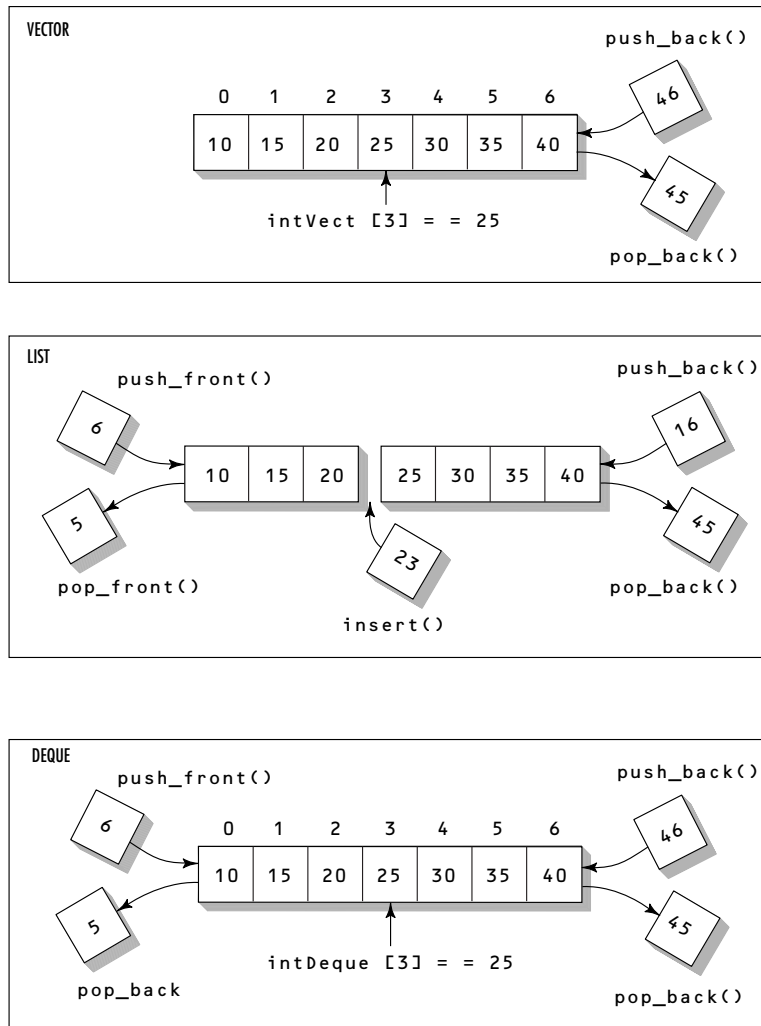 VECTOR
push_back()
46
0 1 2 3 4 5 6
10 15 20 25 30 35 40
45
intVect [3] = = 25
pop_back()
LIST
push_front()
push_back()
6
16
10 15 20 25 30 35 40
5
45
23
pop_front()
pop_back()
insert()
DEQUE
push_front()
push_back()
6
46
0 1 2 3 4 5 6
10 15 20 25 30 35 40
5
45
intDeque [3] = = 25
pop_back
pop_back()